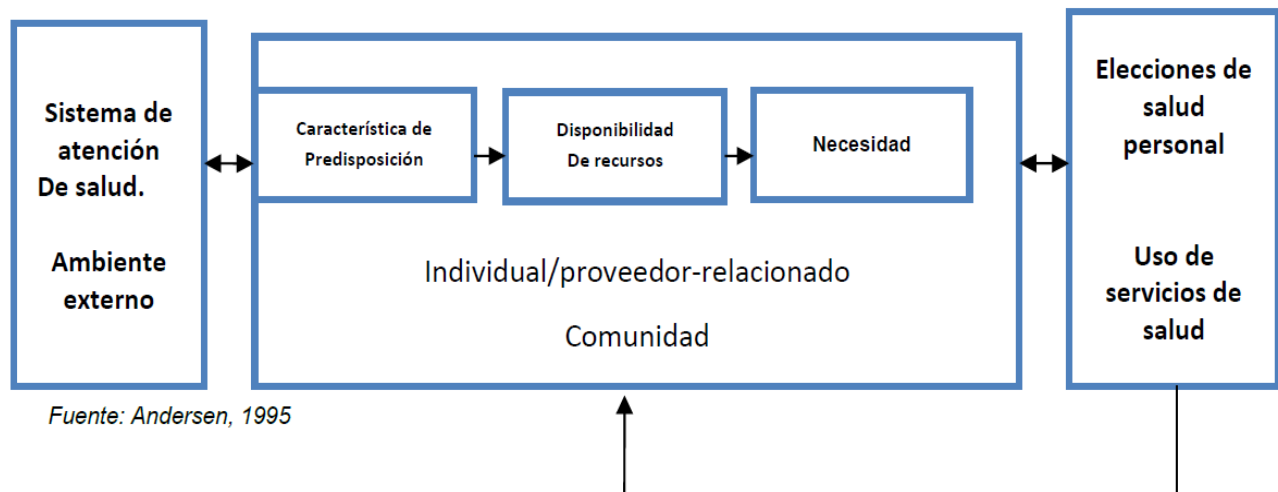 Sistema de
atención
De salud.
Ambiente
externo
Característica de
Predisposición
Disponibilidad
De recursos
Necesidad
Individual/proveedor-relacionado
Comunidad
Elecciones de
salud
personal
Uso de
servicios de
salud
Fuente: Andersen, 1995